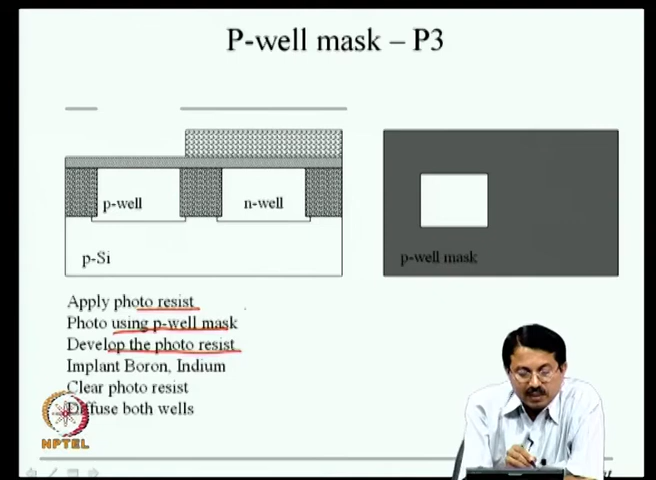 P-well mask – P3
p-well
n-well
p-Si
p-well mask
Apply photo resist
Photo using p-well mask
Develop the photo resist
Implant Boron, Indium
Clear photo resist
Diffuse both wells
NPTEL